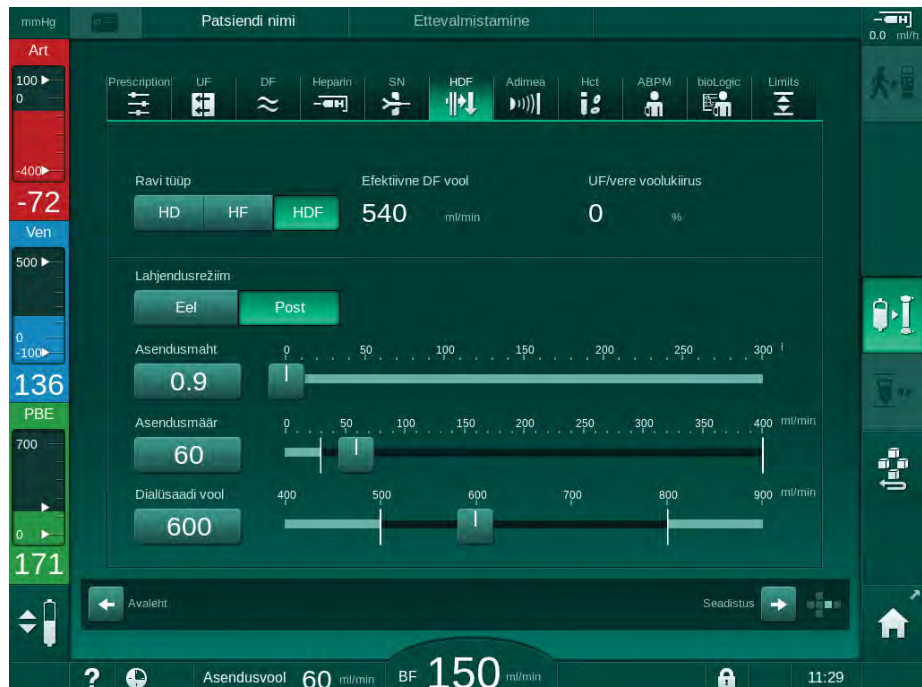 mmHg Patsiendi nimi Ettevalmistamine
0.0 ml/h
Art
100
0
-400
-72
Ven
500
0
-100
136
PBE
700
0
171
Prescription UF DF Heparin SN HDF Adimea Hct ABPM bioLogic Limits
Ravi tüüp Efektiivne DF vool UF/vere voolukiirus
HD HF HDF 540 ml/min 0 %
Lahjendusrežiim
Eel Post
Asendusmaht 0 50 100 150 200 250 300 l
0.9
Asendusmäär 0 50 100 150 200 250 300 350 400 ml/min
60
Dialüsaadi vool 400 500 600 700 800 900 ml/min
600
Avaleht Seadistus
? Asendusvool 60 ml/min BF 150 ml/min 11:29